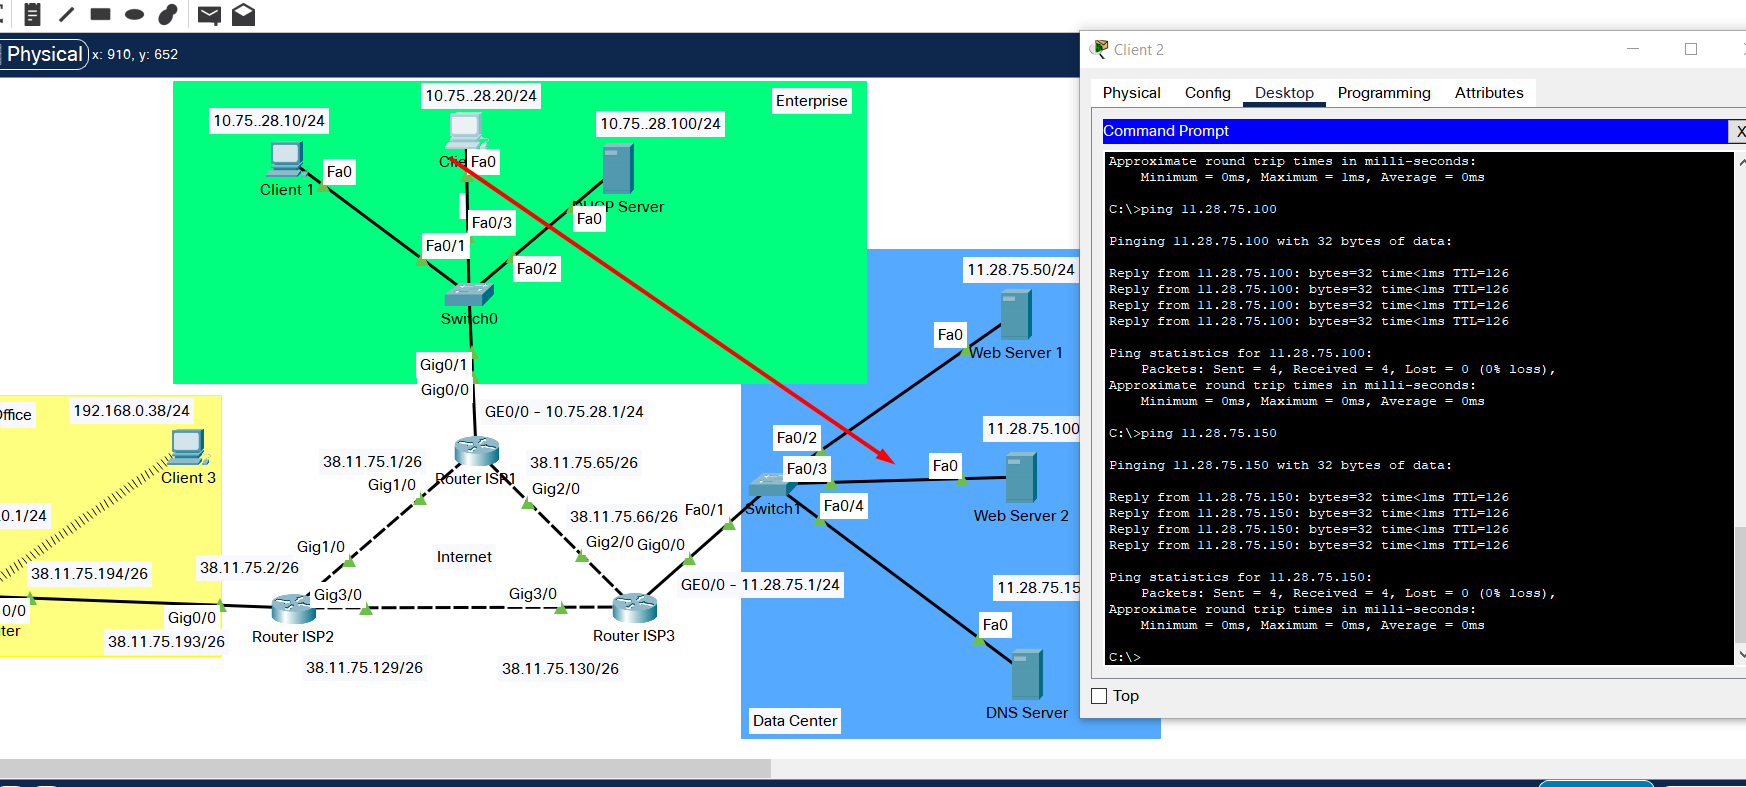 Physical
x: 910, y: 652
10.75..28.20/24
Enterprise
10.75..28.10/24
10.75..28.100/24
Fa0
Fa0
Client 1
DHCP Server
Fa0
Fa0/3
Fa0/1
Fa0/2
Switch0
Gig0/1
Gig0/0
GE0/0 - 10.75.28.1/24
192.168.0.38/24
Client 3
0.1/24
38.11.75.194/26
0/0
Gig0/0
38.11.75.193/26
38.11.75.1/26
Gig1/0
Router ISP1
38.11.75.65/26
Gig2/0
38.11.75.66/26
Gig2/0
Gig0/0
Fa0/1
Internet
Gig1/0
38.11.75.2/26
Gig3/0
Gig3/0
Router ISP2
Router ISP3
38.11.75.129/26
38.11.75.130/26
GE0/0 - 11.28.75.1/24
11.28.75.50/24
Fa0
Web Server 1
11.28.75.100
Fa0/2
Fa0/3
Fa0
Switch1
Fa0/4
Web Server 2
11.28.75.15
Fa0
DNS Server
Data Center
Client 2
Physical
Config
Desktop
Programming
Attributes
Command Prompt
X
Approximate round trip times in milli-seconds:
Minimum = 0ms, Maximum = 1ms, Average = 0ms
C:\>ping 11.28.75.100
Pinging 11.28.75.100 with 32 bytes of data:
Reply from 11.28.75.100: bytes=32 time<1ms TTL=126
Reply from 11.28.75.100: bytes=32 time<1ms TTL=126
Reply from 11.28.75.100: bytes=32 time<1ms TTL=126
Reply from 11.28.75.100: bytes=32 time<1ms TTL=126
Ping statistics for 11.28.75.100:
Packets: Sent = 4, Received = 4, Lost = 0 (0% loss),
Approximate round trip times in milli-seconds:
Minimum = 0ms, Maximum = 0ms, Average = 0ms
C:\>ping 11.28.75.150
Pinging 11.28.75.150 with 32 bytes of data:
Reply from 11.28.75.150: bytes=32 time<1ms TTL=126
Reply from 11.28.75.150: bytes=32 time<1ms TTL=126
Reply from 11.28.75.150: bytes=32 time<1ms TTL=126
Reply from 11.28.75.150: bytes=32 time<1ms TTL=126
Ping statistics for 11.28.75.150:
Packets: Sent = 4, Received = 4, Lost = 0 (0% loss),
Approximate round trip times in milli-seconds:
Minimum = 0ms, Maximum = 0ms, Average = 0ms
C:\>
Top